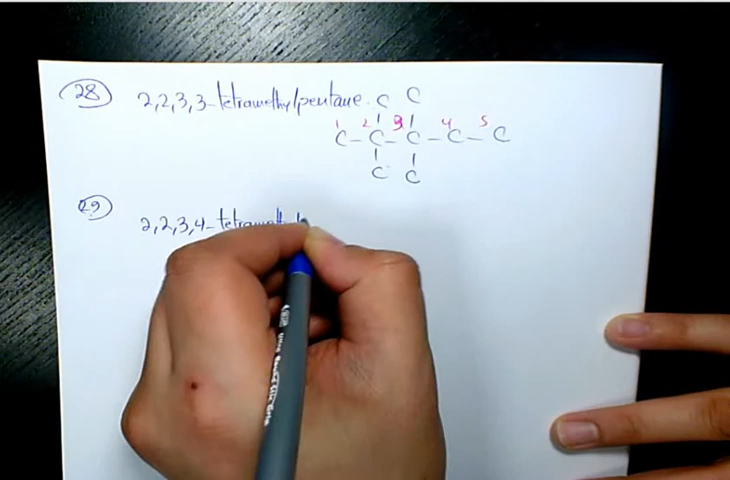 28 2,2,3,3-tetramethylpentane. C C
1 2 3 4 5
C-C-C-C-C
C C
29
2,2,3,4-tetrameth